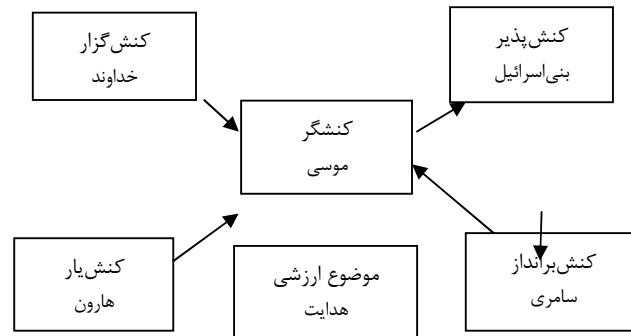 کنش‌پذیر
بنی‌اسرائیل
کنش‌گزار
خداوند
کنشگر
موسی
کنش‌برانداز
سامری
موضوع ارزشی
هدایت
کنش‌یار
هارون